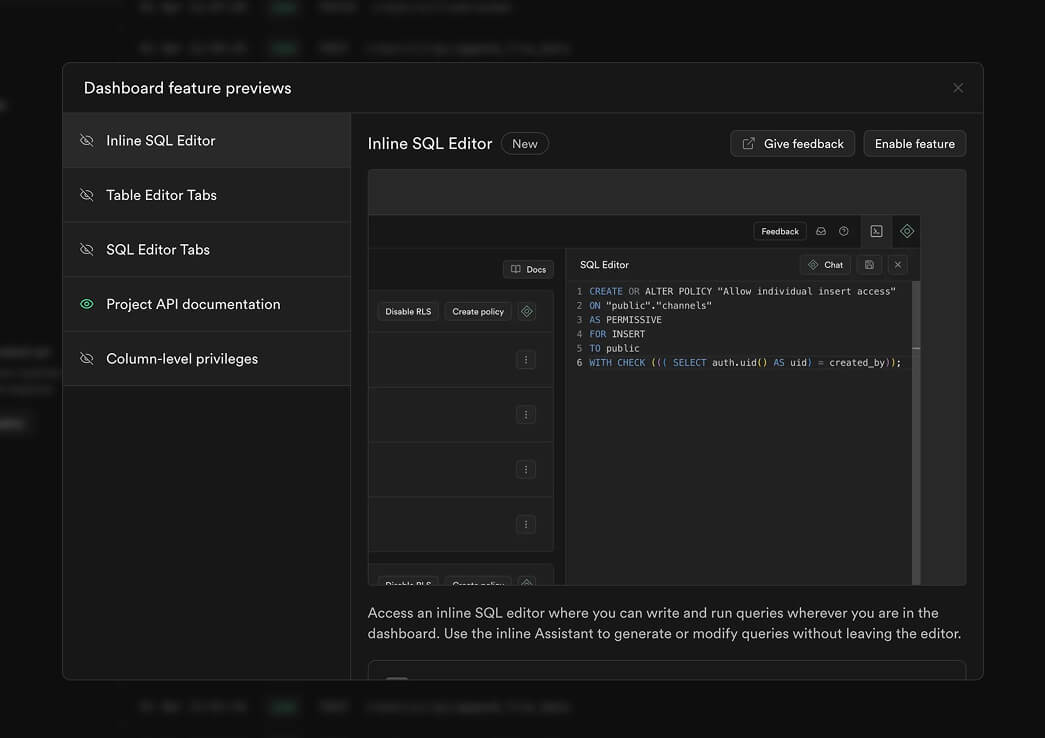 Dashboard feature previews
Inline SQL Editor
Table Editor Tabs
SQL Editor Tabs
Project API documentation
Column-level privileges
Inline SQL Editor New Give feedback Enable feature
Feedback
Docs
Disable RLS Create policy
SQL Editor Chat
1 CREATE OR ALTER POLICY "Allow individual insert access"
2 ON "public"."channels"
3 AS PERMISSIVE
4 FOR INSERT
5 TO public
6 WITH CHECK ((( SELECT auth.uid() AS uid) = created_by));
Disable RLS Create policy
Access an inline SQL editor where you can write and run queries wherever you are in the
dashboard. Use the inline Assistant to generate or modify queries without leaving the editor.